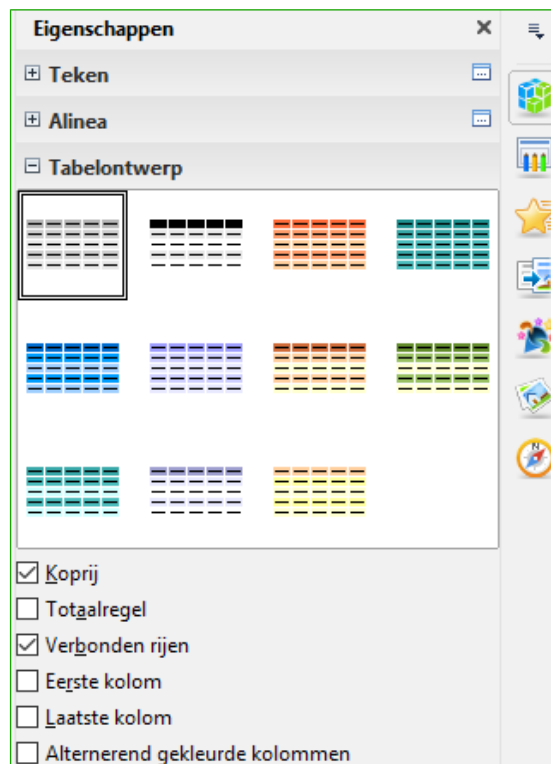 Eigenschappen
Teken
Alinea
Tabelontwerp
Koprij
Totaalregel
Verbonden rijen
Eerste kolom
Laatste kolom
Alternerend gekleurde kolommen